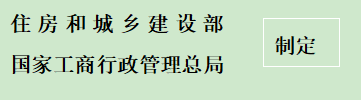 住房和城乡建设部
国家工商行政管理总局
制定